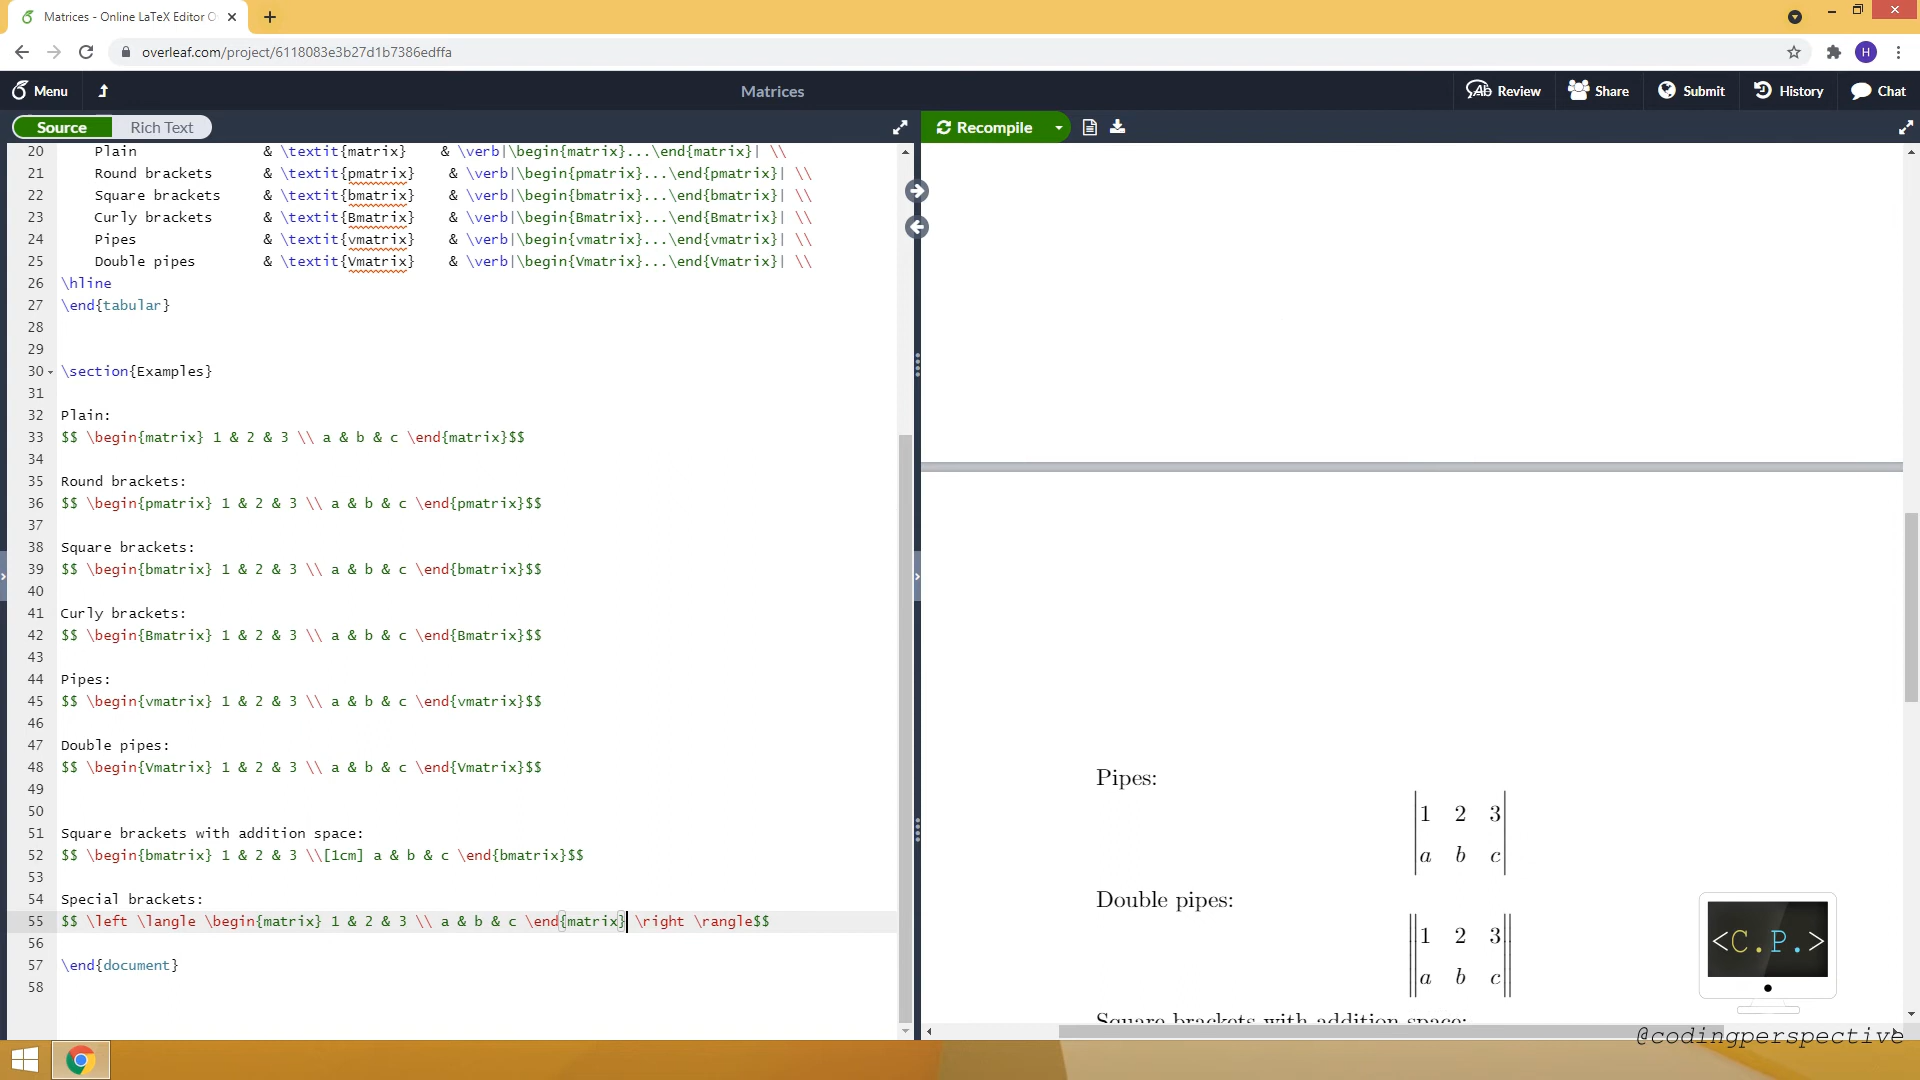 Matrices - Online LaTeX Editor O
overleaf.com/project/6118083e3b27d1b7386edffa
H
Menu
Matrices
Review
Share
Submit
History
Chat
Source
Rich Text
Recompile
20 Plain & \textit{matrix} & \verb|\begin{matrix}...\end{matrix}| \\
21 Round brackets & \textit{pmatrix} & \verb|\begin{pmatrix}...\end{pmatrix}| \\
22 Square brackets & \textit{bmatrix} & \verb|\begin{bmatrix}...\end{bmatrix}| \\
23 Curly brackets & \textit{Bmatrix} & \verb|\begin{Bmatrix}...\end{Bmatrix}| \\
24 Pipes & \textit{vmatrix} & \verb|\begin{vmatrix}...\end{vmatrix}| \\
25 Double pipes & \textit{Vmatrix} & \verb|\begin{Vmatrix}...\end{Vmatrix}| \\
26 \hline
27 \end{tabular}
28
29
30 \section{Examples}
31
32 Plain:
33 $$ \begin{matrix} 1 & 2 & 3 \\ a & b & c \end{matrix}$$
34
35 Round brackets:
36 $$ \begin{pmatrix} 1 & 2 & 3 \\ a & b & c \end{pmatrix}$$
37
38 Square brackets:
39 $$ \begin{bmatrix} 1 & 2 & 3 \\ a & b & c \end{bmatrix}$$
40
41 Curly brackets:
42 $$ \begin{Bmatrix} 1 & 2 & 3 \\ a & b & c \end{Bmatrix}$$
43
44 Pipes:
45 $$ \begin{vmatrix} 1 & 2 & 3 \\ a & b & c \end{vmatrix}$$
46
47 Double pipes:
48 $$ \begin{Vmatrix} 1 & 2 & 3 \\ a & b & c \end{Vmatrix}$$
49
50
51 Square brackets with addition space:
52 $$ \begin{bmatrix} 1 & 2 & 3 \\[1cm] a & b & c \end{bmatrix}$$
53
54 Special brackets:
55 $$ \left \langle \begin{matrix} 1 & 2 & 3 \\ a & b & c \end{matrix} \right \rangle$$
56
57 \end{document}
58
Pipes:
1 2 3
a b c
Double pipes:
1 2 3
a b c
Square brackets with addition space:
<C.P.>
@codingperspective